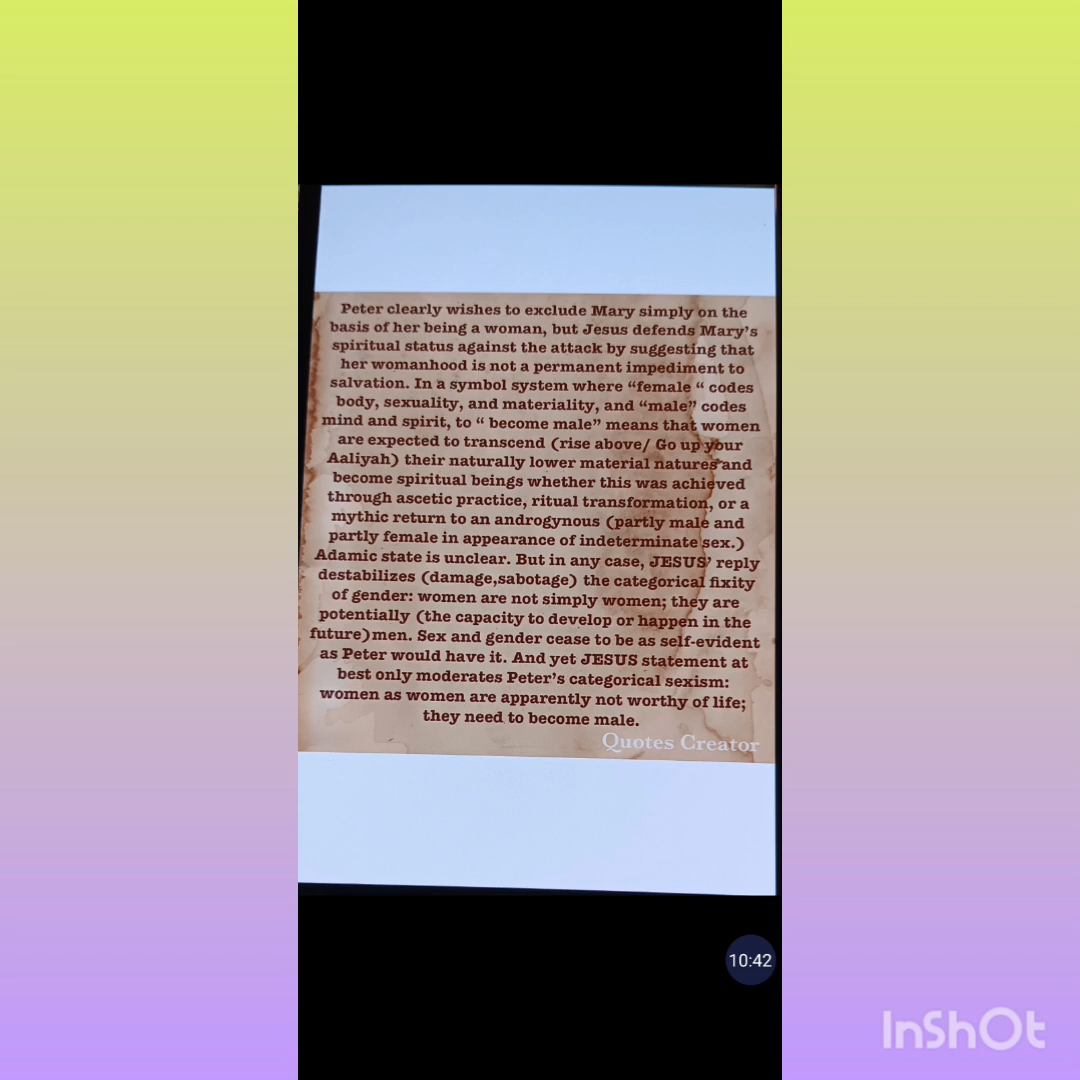 Peter clearly wishes to exclude Mary simply on the
basis of her being a woman, but Jesus defends Mary's
spiritual status against the attack by suggesting that
her womanhood is not a permanent impediment to
salvation. In a symbol system where "female " codes
body, sexuality, and materiality, and "male" codes
mind and spirit, to " become male" means that women
are expected to transcend (rise above/ Go up your
Aaliyah) their naturally lower material natures and
become spiritual beings whether this was achieved
through ascetic practice, ritual transformation, or a
mythic return to an androgynous (partly male and
partly female in appearance of indeterminate sex.)
Adamic state is unclear. But in any case, JESUS' reply
destabilizes (damage,sabotage) the categorical fixity
of gender: women are not simply women; they are
potentially (the capacity to develop or happen in the
future)men. Sex and gender cease to be as self-evident
as Peter would have it. And yet JESUS statement at
best only moderates Peter's categorical sexism:
women as women are apparently not worthy of life;
they need to become male.
Quotes Creator
10:42
InShOt